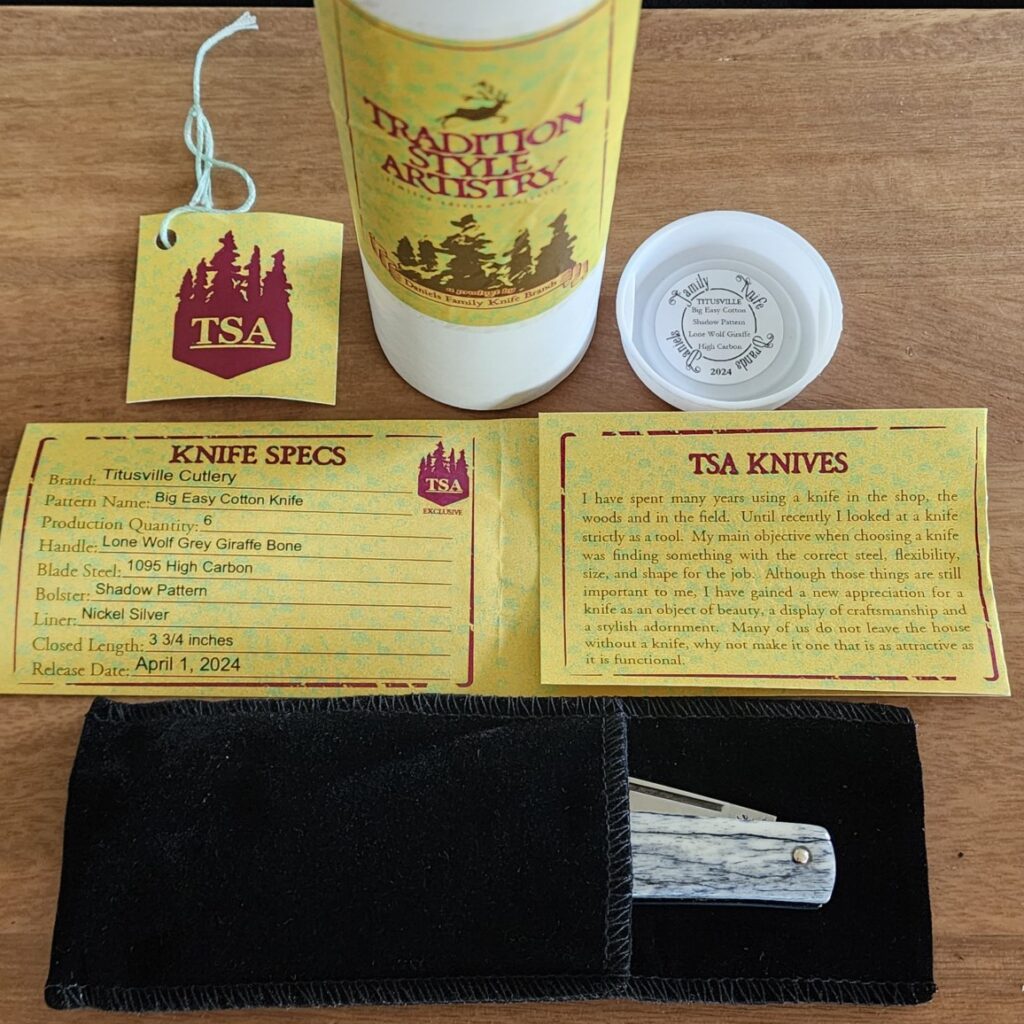 TRADITION
STYLE
ARTISTRY
LIMITED EDITION COLLECTION
a prodigy by
Daniels Family Knife Brands
TSA
Daniels Family Knife Brands
TITUSVILLE
Big Easy Cotton
Shadow Pattern
Lone Wolf Giraffe
High Carbon
2024
KNIFE SPECS
Brand: Titusville Cutlery
Pattern Name: Big Easy Cotton Knife
Production Quantity: 6
Handle: Lone Wolf Grey Giraffe Bone
Blade Steel: 1095 High Carbon
Bolster: Shadow Pattern
Liner: Nickel Silver
Closed Length: 3 3/4 inches
Release Date: April 1, 2024
TSA
EXCLUSIVE
TSA KNIVES
I have spent many years using a knife in the shop, the
woods and in the field. Until recently I looked at a knife
strictly as a tool. My main objective when choosing a knife
was finding something with the correct steel, flexibility,
size, and shape for the job. Although those things are still
important to me, I have gained a new appreciation for a
knife as an object of beauty, a display of craftsmanship and
a stylish adornment. Many of us do not leave the house
without a knife, why not make it one that is as attractive as
it is functional.